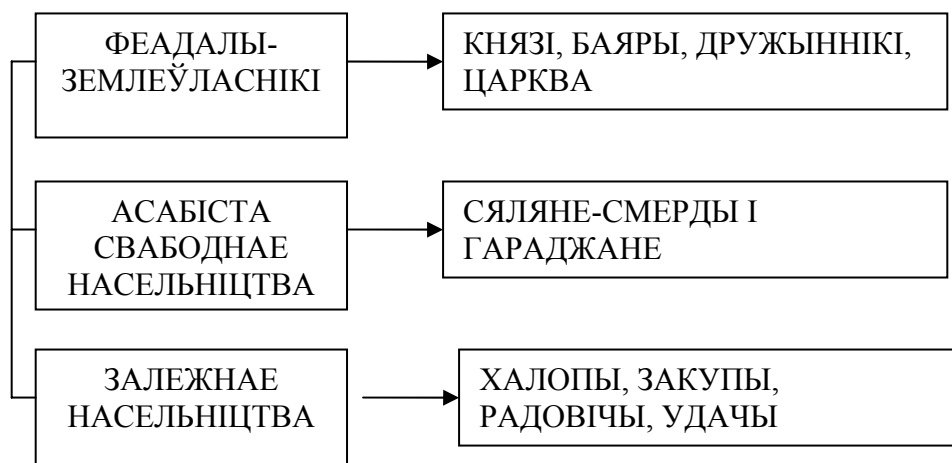 ФЕАДАЛЫ-
ЗЕМЛЕЎЛАСНІКІ
КНЯЗІ, БАЯРЫ, ДРУЖЫННІКІ,
ЦАРКВА
АСАБІСТА
СВАБОДНАЕ
НАСЕЛЬНІЦТВА
СЯЛЯНЕ-СМЕРДЫ І
ГАРАДЖАНЕ
ЗАЛЕЖНАЕ
НАСЕЛЬНІЦТВА
ХАЛОПЫ, ЗАКУПЫ,
РАДОВІЧЫ, УДАЧЫ